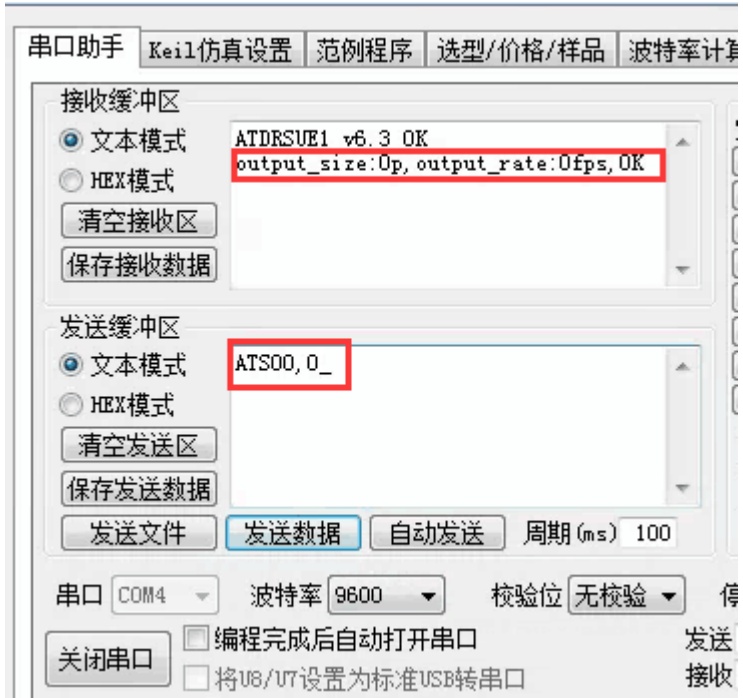 串口助手 Keil仿真设置 范例程序 选型/价格/样品 波特率计算
接收缓冲区
文本模式
HEX模式
清空接收区
保存接收数据
ATDRSUE1 v6.3 OK
output_size:0p,output_rate:0fps,OK
发送缓冲区
文本模式
HEX模式
清空发送区
保存发送数据
ATS00,0_
发送文件 发送数据 自动发送 周期(ms) 100
串口 COM4 波特率 9600 校验位 无校验 停
关闭串口 编程完成后自动打开串口 发送
将U8/U7设置为标准USB转串口 接收